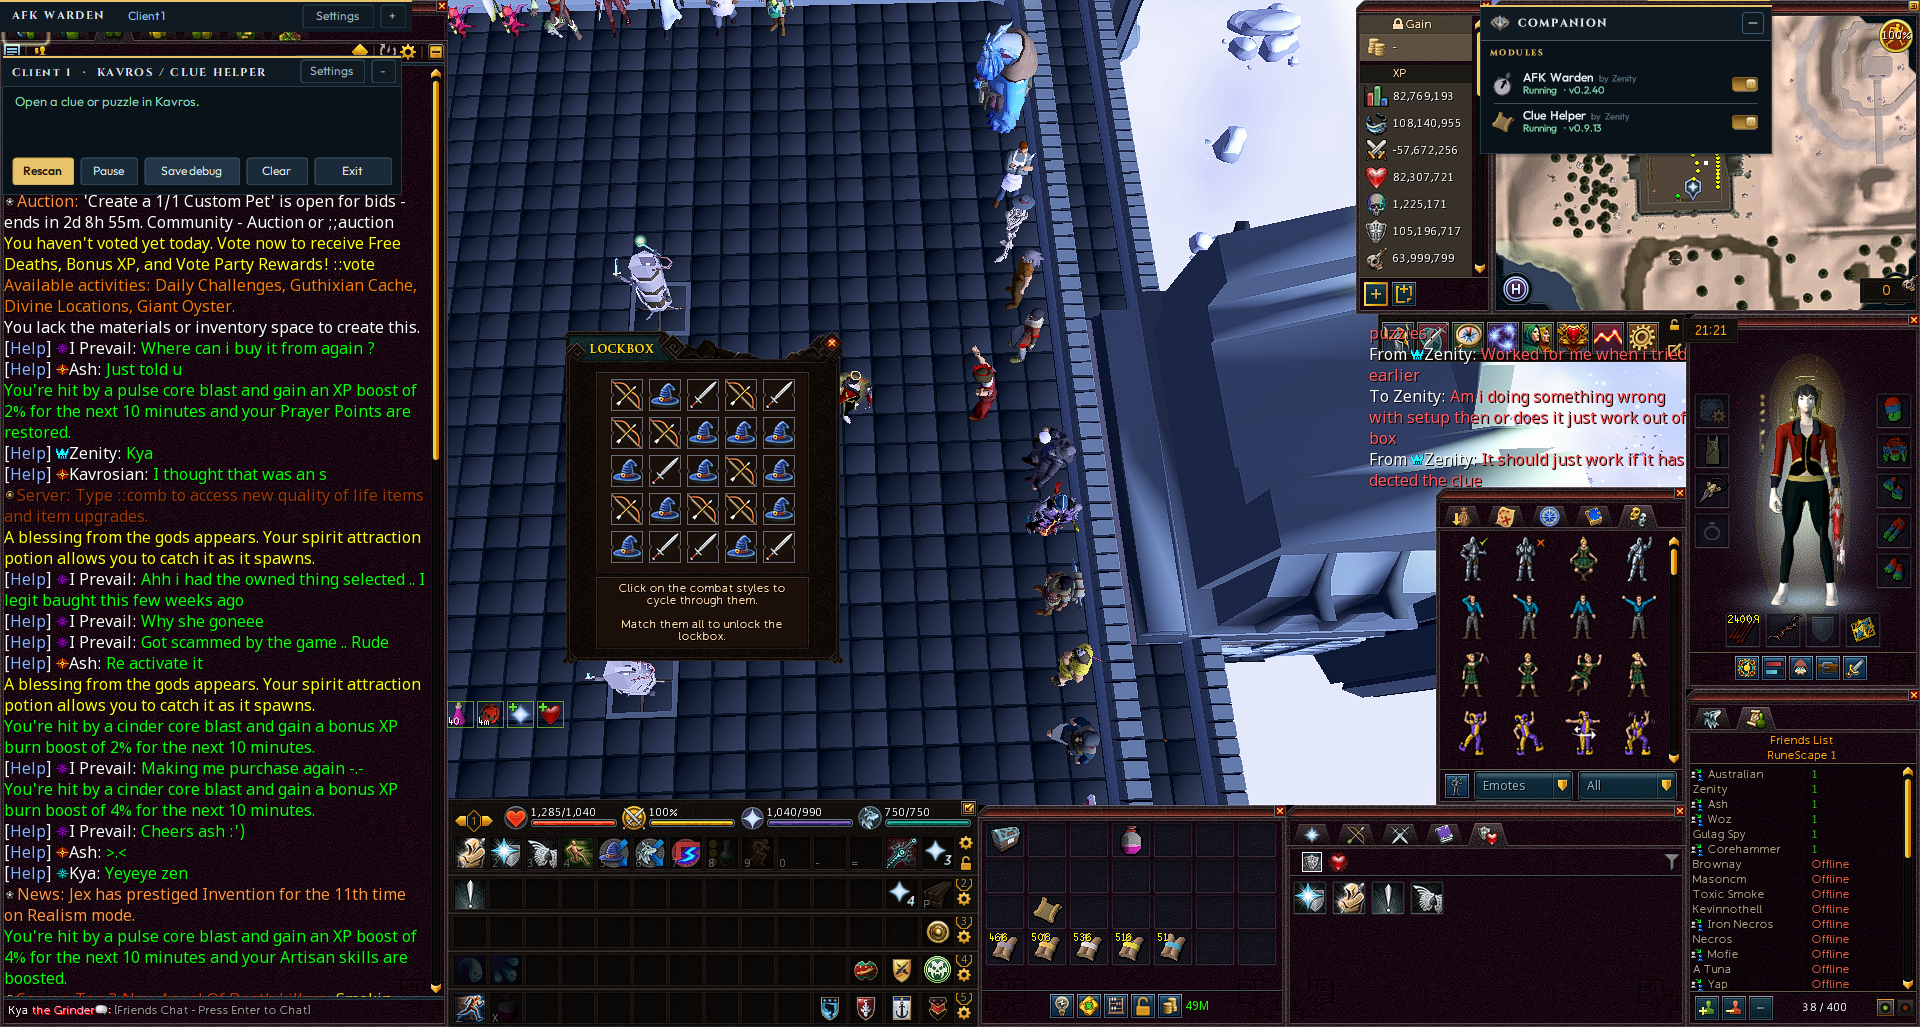 AFK WARDEN
Client 1
Settings
+
CLIENT 1 · KAVROS / CLUE HELPER
Settings
-
Open a clue or puzzle in Kavros.
Rescan
Pause
Save debug
Clear
Exit
Auction: 'Create a 1/1 Custom Pet' is open for bids -
ends in 2d 8h 55m. Community - Auction or ;;auction
You haven't voted yet today. Vote now to receive Free
Deaths, Bonus XP, and Vote Party Rewards! ::vote
Available activities: Daily Challenges, Guthixian Cache,
Divine Locations, Giant Oyster.
You lack the materials or inventory space to create this.
[Help] I Prevail: Where can i buy it from again ?
[Help] Ash: Just told u
You're hit by a pulse core blast and gain an XP boost of
2% for the next 10 minutes and your Prayer Points are
restored.
[Help] Zenity: Kya
[Help] Kavrosian: I thought that was an s
Server: Type ::comb to access new quality of life items
and item upgrades.
A blessing from the gods appears. Your spirit attraction
potion allows you to catch it as it spawns.
[Help] I Prevail: Ahh i had the owned thing selected .. I
legit baught this few weeks ago
[Help] I Prevail: Why she goneee
[Help] I Prevail: Got scammed by the game .. Rude
[Help] Ash: Re activate it
A blessing from the gods appears. Your spirit attraction
potion allows you to catch it as it spawns.
You're hit by a cinder core blast and gain a bonus XP
burn boost of 2% for the next 10 minutes.
[Help] I Prevail: Making me purchase again -.-
You're hit by a cinder core blast and gain a bonus XP
burn boost of 4% for the next 10 minutes.
[Help] I Prevail: Cheers ash :')
[Help] Ash: >.<
[Help] Kya: Yeyeye zen
News: Jex has prestiged Invention for the 11th time
on Realism mode.
You're hit by a pulse core blast and gain an XP boost of
4% for the next 10 minutes and your Artisan skills are
boosted.
Kya the Grinder: [Friends Chat - Press Enter to Chat]
LOCKBOX
Click on the combat styles to
cycle through them.
Match them all to unlock the
lockbox.
40
4m
1
1,285/1,040
100%
1,040/990
750/750
3
4
49M
Gain
-
XP
82,769,193
108,140,955
-57,672,256
82,307,721
1,225,171
105,196,717
63,999,799
COMPANION
MODULES
AFK Warden by Zenity
Running · v0.2.40
Clue Helper by Zenity
Running · v0.9.13
100%
H
0
21:21
puzzles
From Zenity: Worked for me when i tried
earlier
To Zenity: Am i doing something wrong
with setup then or does it just work out of
box
From Zenity: It should just work if it has
dected the clue
Emotes
All
Friends List
RuneScape 1
Australian 1
Zenity 1
Ash 1
Woz 1
Gulag Spy 1
Corehammer 1
Brownay Offline
Masoncm Offline
Toxic Smoke Offline
Kevinnothell Offline
Iron Necros Offline
Necros Offline
Mofie Offline
A Tuna Offline
Yap Offline
38 / 400